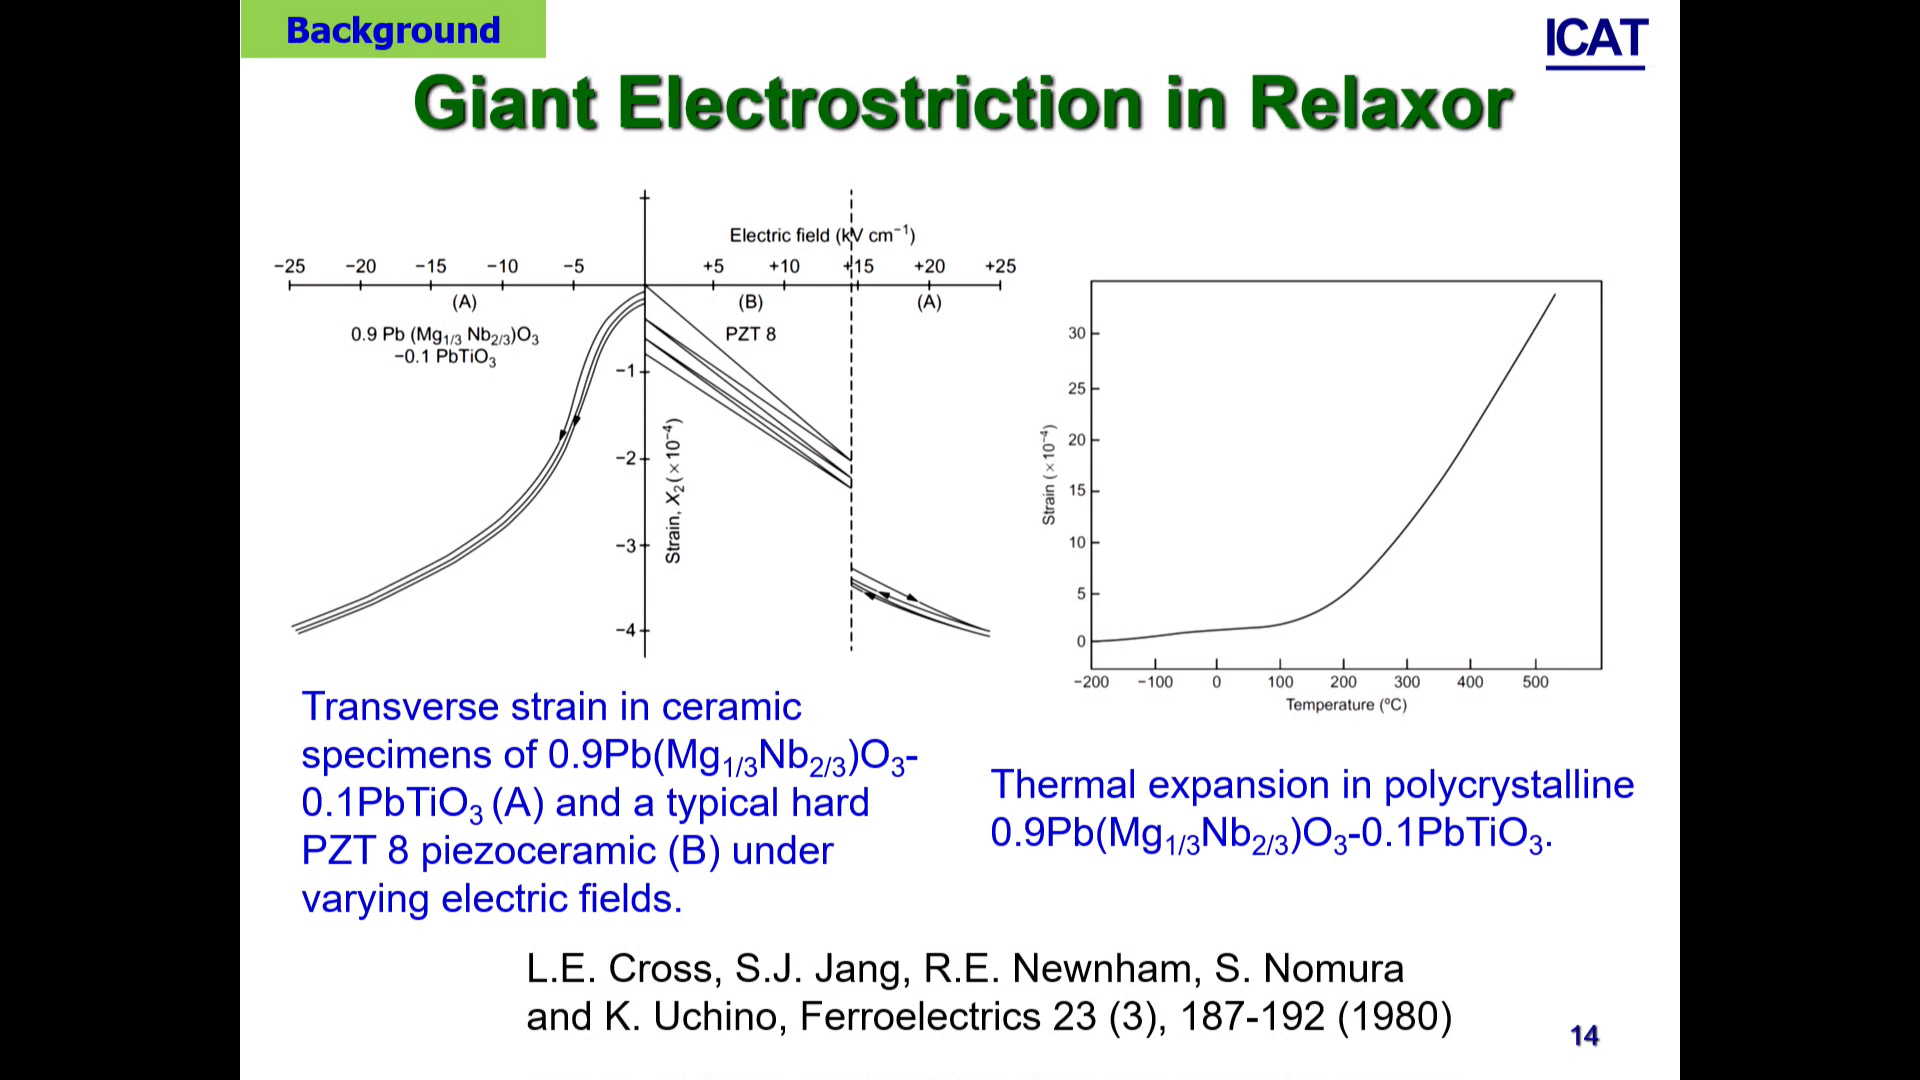 Background
ICAT
Giant Electrostriction in Relaxor
Electric field (kV cm⁻¹)
−25 −20 −15 −10 −5 +5 +10 +15 +20 +25
(A) (B) (A)
0.9 Pb (Mg₁/₃ Nb₂/₃)O₃
−0.1 PbTiO₃
PZT 8
−1
−2
−3
−4
Strain, X₂(×10⁻⁴)
30
25
20
15
10
5
0
Strain (×10⁻⁴)
−200 −100 0 100 200 300 400 500
Temperature (°C)
Transverse strain in ceramic
specimens of 0.9Pb(Mg₁/₃Nb₂/₃)O₃-
0.1PbTiO₃ (A) and a typical hard
PZT 8 piezoceramic (B) under
varying electric fields.
Thermal expansion in polycrystalline
0.9Pb(Mg₁/₃Nb₂/₃)O₃-0.1PbTiO₃.
L.E. Cross, S.J. Jang, R.E. Newnham, S. Nomura
and K. Uchino, Ferroelectrics 23 (3), 187-192 (1980)
14